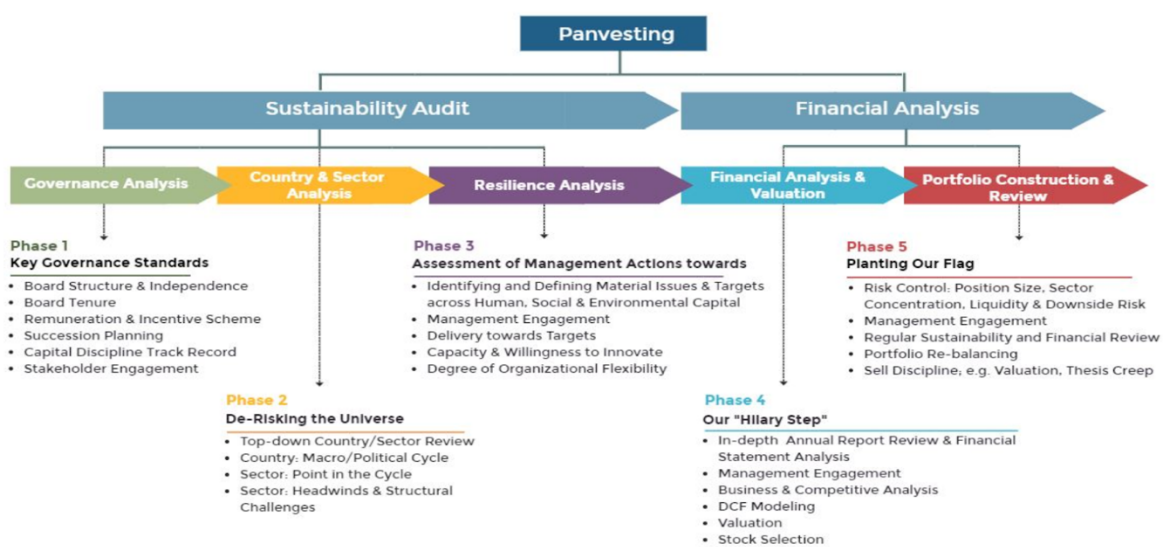 Panvesting
Sustainability Audit
Financial Analysis
Governance Analysis
Country & Sector
Analysis
Resilience Analysis
Financial Analysis &
Valuation
Portfolio Construction &
Review
Phase 1
Key Governance Standards
• Board Structure & Independence
• Board Tenure
• Remuneration & Incentive Scheme
• Succession Planning
• Capital Discipline Track Record
• Stakeholder Engagement
Phase 2
De-Risking the Universe
• Top-down Country/Sector Review
• Country: Macro/Political Cycle
• Sector: Point in the Cycle
• Sector: Headwinds & Structural
Challenges
Phase 3
Assessment of Management Actions towards
• Identifying and Defining Material Issues & Targets
across Human, Social & Environmental Capital
• Management Engagement
• Delivery towards Targets
• Capacity & Willingness to Innovate
• Degree of Organizational Flexibility
Phase 4
Our "Hilary Step"
• In-depth Annual Report Review & Financial
Statement Analysis
• Management Engagement
• Business & Competitive Analysis
• DCF Modeling
• Valuation
• Stock Selection
Phase 5
Planting Our Flag
• Risk Control: Position Size, Sector
Concentration, Liquidity & Downside Risk
• Management Engagement
• Regular Sustainability and Financial Review
• Portfolio Re-balancing
• Sell Discipline; e.g. Valuation, Thesis Creep